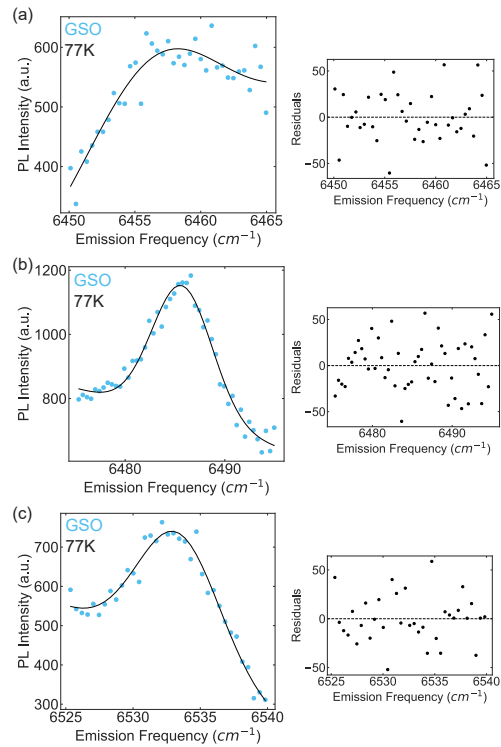 (a)
GSO
77K
600
500
400
PL Intensity (a.u.)
6450
6455
6460
6465
Emission Frequency (cm⁻¹)
50
0
−50
Residuals
6450
6455
6460
6465
Emission Frequency (cm⁻¹)
(b)
GSO
77K
1200
1000
800
PL Intensity (a.u.)
6480
6490
Emission Frequency (cm⁻¹)
50
0
−50
Residuals
6480
6490
Emission Frequency (cm⁻¹)
(c)
GSO
77K
700
600
500
400
300
PL Intensity (a.u.)
6525
6530
6535
6540
Emission Frequency (cm⁻¹)
50
0
−50
Residuals
6525
6530
6535
6540
Emission Frequency (cm⁻¹)